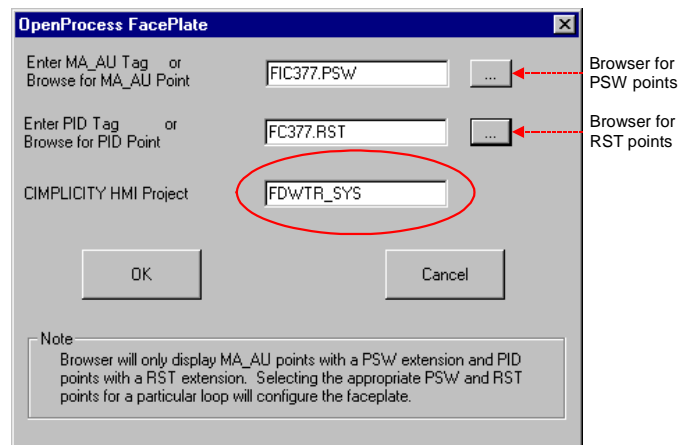 OpenProcess FacePlate
Enter MA_AU Tag or
Browse for MA_AU Point
FIC377.PSW
...
Browser for
PSW points
Enter PID Tag or
Browse for PID Point
FC377.RST
...
Browser for
RST points
CIMPLICITY HMI Project
FDWTR_SYS
OK
Cancel
Note
Browser will only display MA_AU points with a PSW extension and PID
points with a RST extension. Selecting the appropriate PSW and RST
points for a particular loop will configure the faceplate.